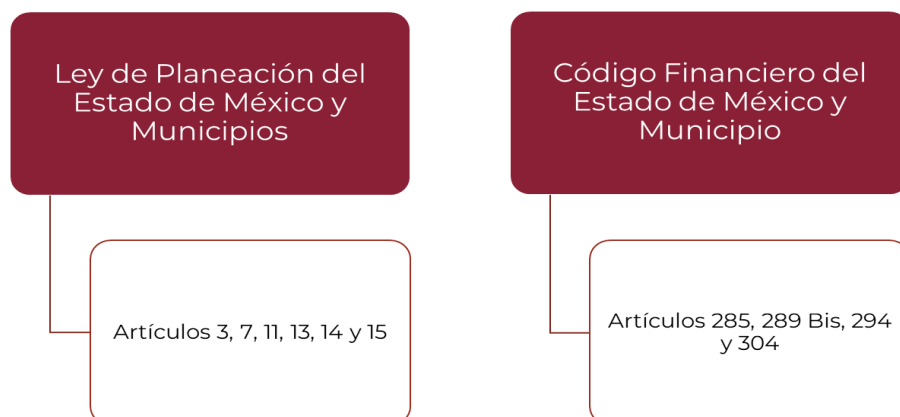 Ley de Planeación del
Estado de México y
Municipios
Artículos 3, 7, 11, 13, 14 y 15
Código Financiero del
Estado de México y
Municipio
Artículos 285, 289 Bis, 294
y 304